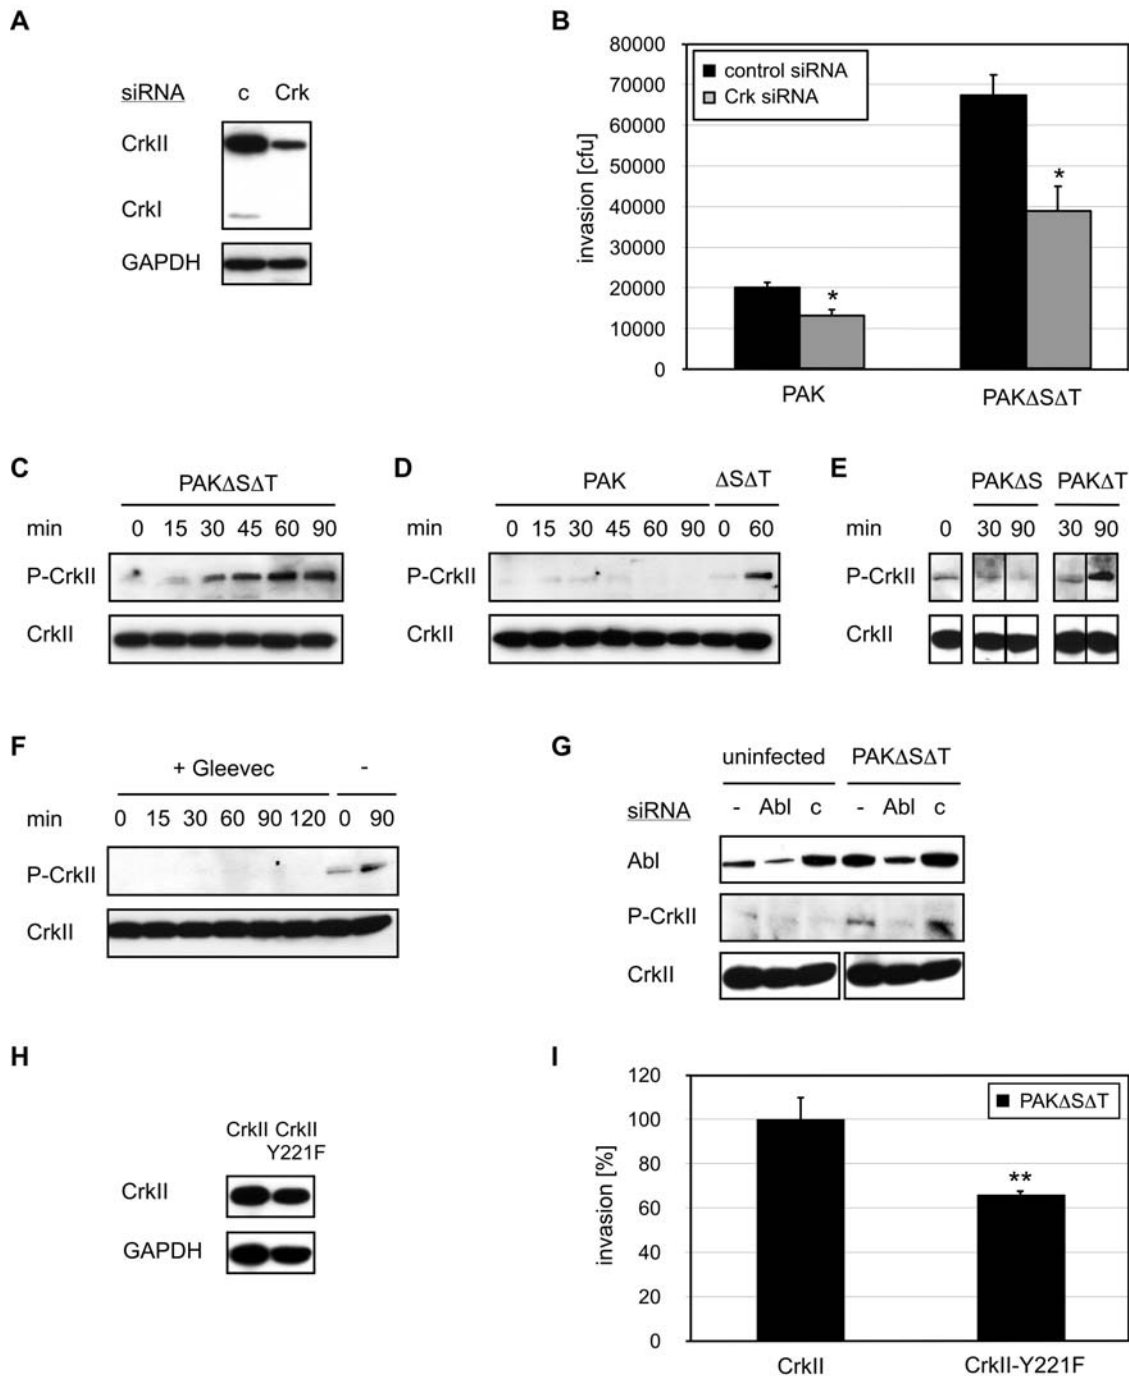 A
siRNA c Crk
CrkII
CrkI
GAPDH
B
80000
70000
60000
50000
40000
30000
20000
10000
0
invasion [cfu]
control siRNA
Crk siRNA
*
*
PAK PAKΔSΔT
C
PAKΔSΔT
min 0 15 30 45 60 90
P-CrkII
CrkII
D
PAK ΔSΔT
min 0 15 30 45 60 90 0 60
P-CrkII
CrkII
E
PAKΔS PAKΔT
min 0 30 90 30 90
P-CrkII
CrkII
F
+ Gleevec -
min 0 15 30 60 90 120 0 90
P-CrkII
CrkII
G
uninfected PAKΔSΔT
siRNA - Abl c - Abl c
Abl
P-CrkII
CrkII
H
CrkII CrkII
Y221F
CrkII
GAPDH
I
120
100
80
60
40
20
0
invasion [%]
PAKΔSΔT
**
CrkII CrkII-Y221F